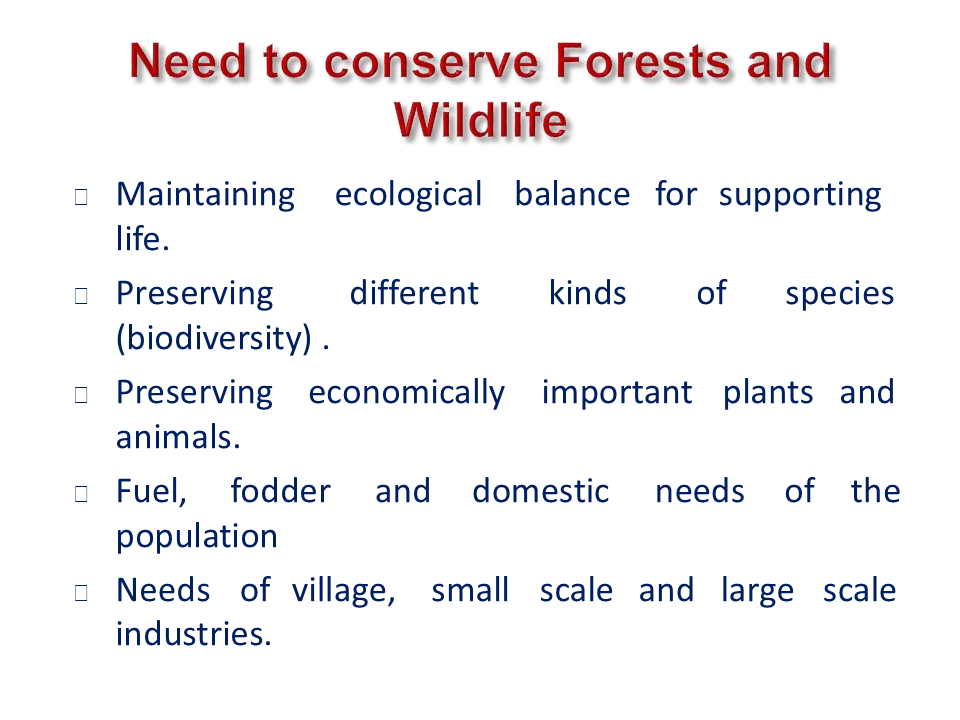 Need to conserve Forests and
Wildlife
Maintaining ecological balance for supporting
life.
Preserving different kinds of species
(biodiversity) .
Preserving economically important plants and
animals.
Fuel, fodder and domestic needs of the
population
Needs of village, small scale and large scale
industries.